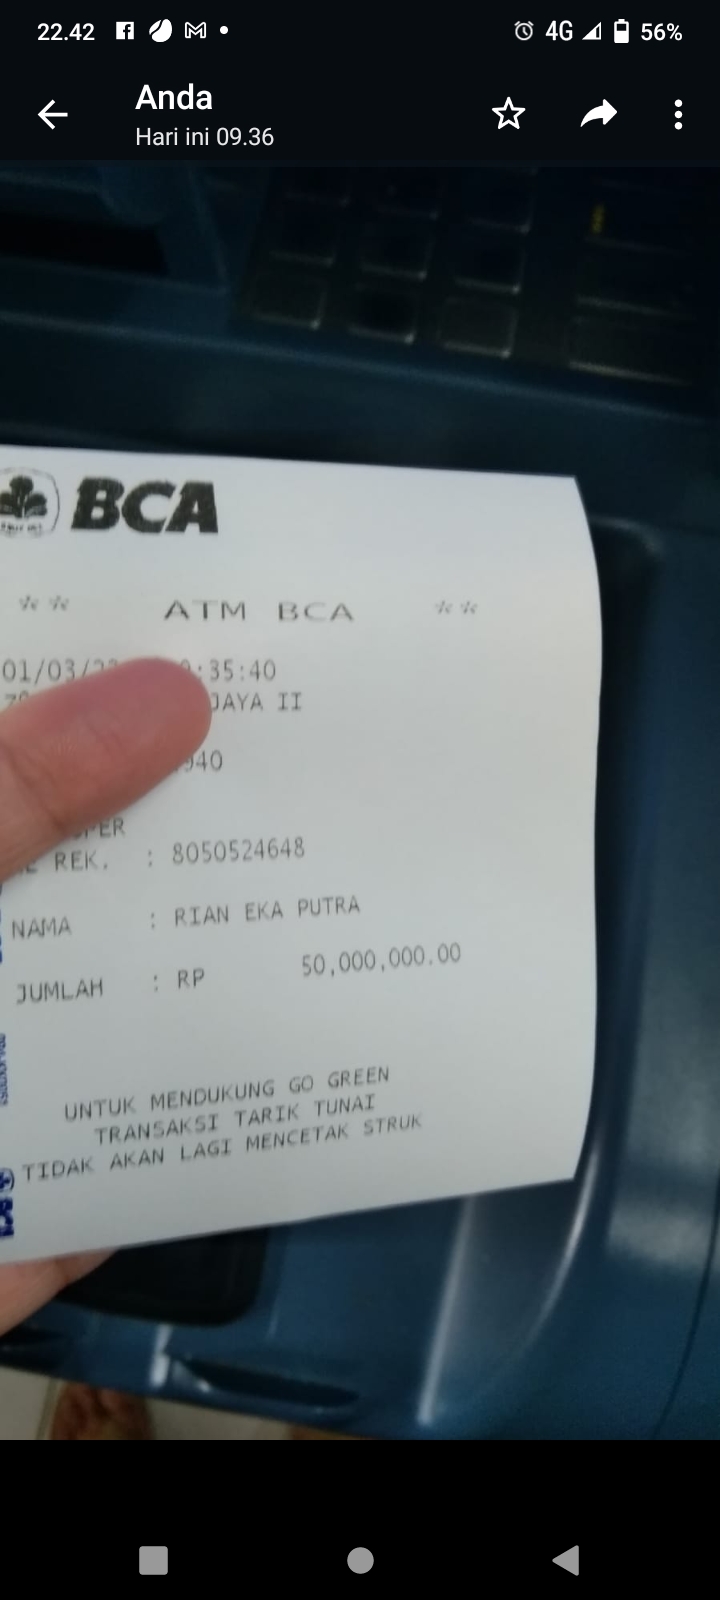 22.42
4G
56%
Anda
Hari ini 09.36
BCA
** ATM BCA **
:35:40
JAYA II
940
REK. : 8050524648
NAMA : RIAN EKA PUTRA
JUMLAH : RP 50,000,000.00
UNTUK MENDUKUNG GO GREEN
TRANSAKSI TARIK TUNAI
TIDAK AKAN LAGI MENCETAK STRUK